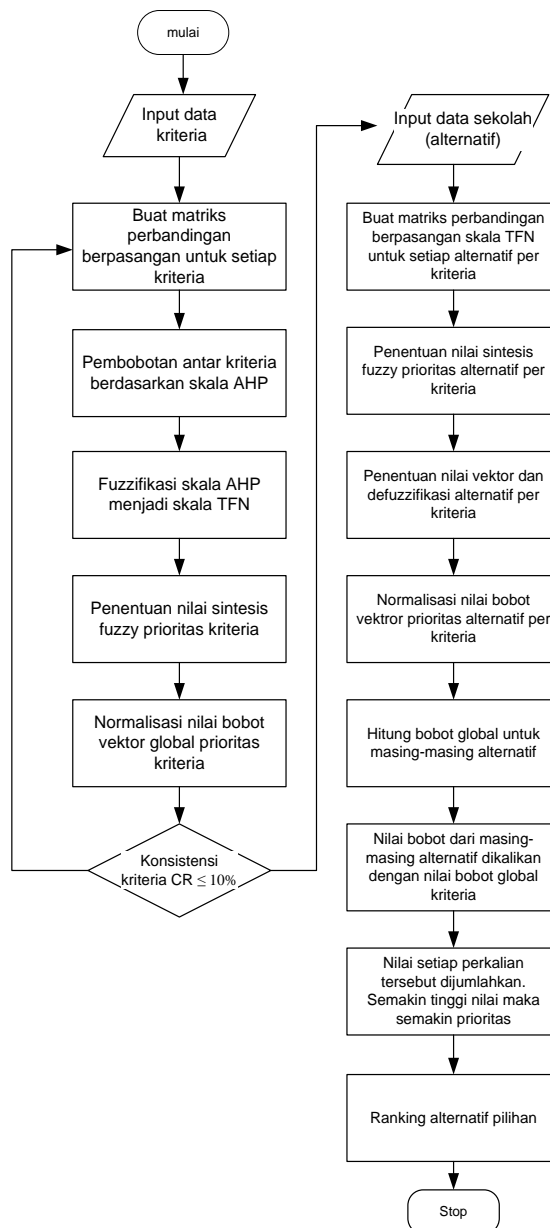 mulai
Input data
kriteria
Buat matriks
perbandingan
berpasangan untuk setiap
kriteria
Pembobotan antar kriteria
berdasarkan skala AHP
Fuzzifikasi skala AHP
menjadi skala TFN
Penentuan nilai sintesis
fuzzy prioritas kriteria
Normalisasi nilai bobot
vektor global prioritas
kriteria
Konsistensi
kriteria CR ≤ 10%
Input data sekolah
(alternatif)
Buat matriks perbandingan
berpasangan skala TFN
untuk setiap alternatif per
kriteria
Penentuan nilai sintesis
fuzzy prioritas alternatif per
kriteria
Penentuan nilai vektor dan
defuzzifikasi alternatif per
kriteria
Normalisasi nilai bobot
vektror prioritas alternatif per
kriteria
Hitung bobot global untuk
masing-masing alternatif
Nilai bobot dari masing-
masing alternatif dikalikan
dengan nilai bobot global
kriteria
Nilai setiap perkalian
tersebut dijumlahkan.
Semakin tinggi nilai maka
semakin prioritas
Ranking alternatif pilihan
Stop